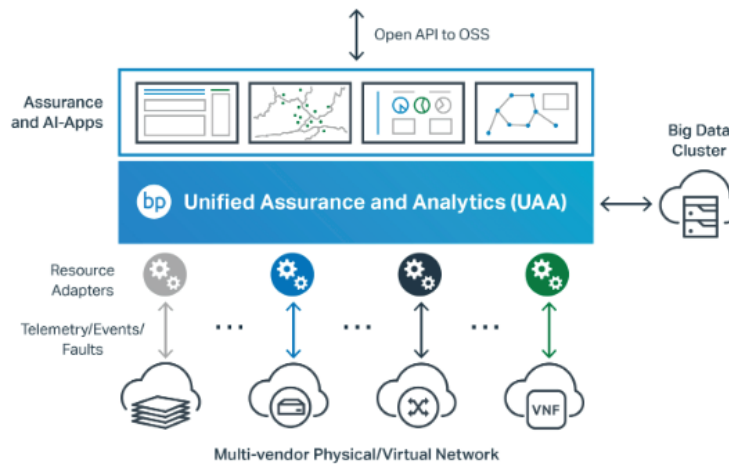 Open API to OSS
Assurance
and AI-Apps
Big Data
Cluster
bp Unified Assurance and Analytics (UAA)
Resource
Adapters
Telemetry/Events/
Faults
VNF
Multi-vendor Physical/Virtual Network